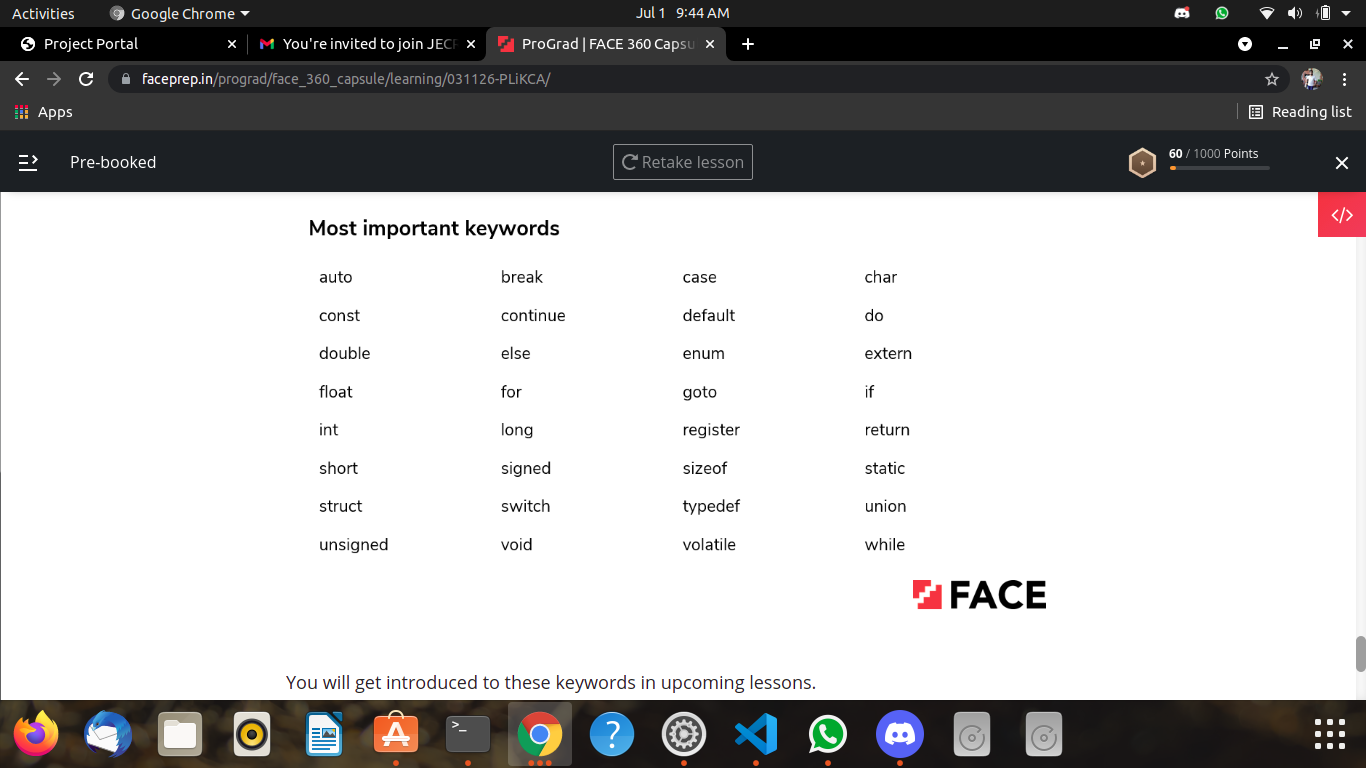 Activities Google Chrome Jul 1 9:44 AM
Project Portal You're invited to join JECR ProGrad | FACE 360 Capsu
faceprep.in/prograd/face_360_capsule/learning/031126-PLiKCA/
Apps Reading list
Pre-booked Retake lesson 60 / 1000 Points
Most important keywords
auto break case char
const continue default do
double else enum extern
float for goto if
int long register return
short signed sizeof static
struct switch typedef union
unsigned void volatile while
FACE
You will get introduced to these keywords in upcoming lessons.